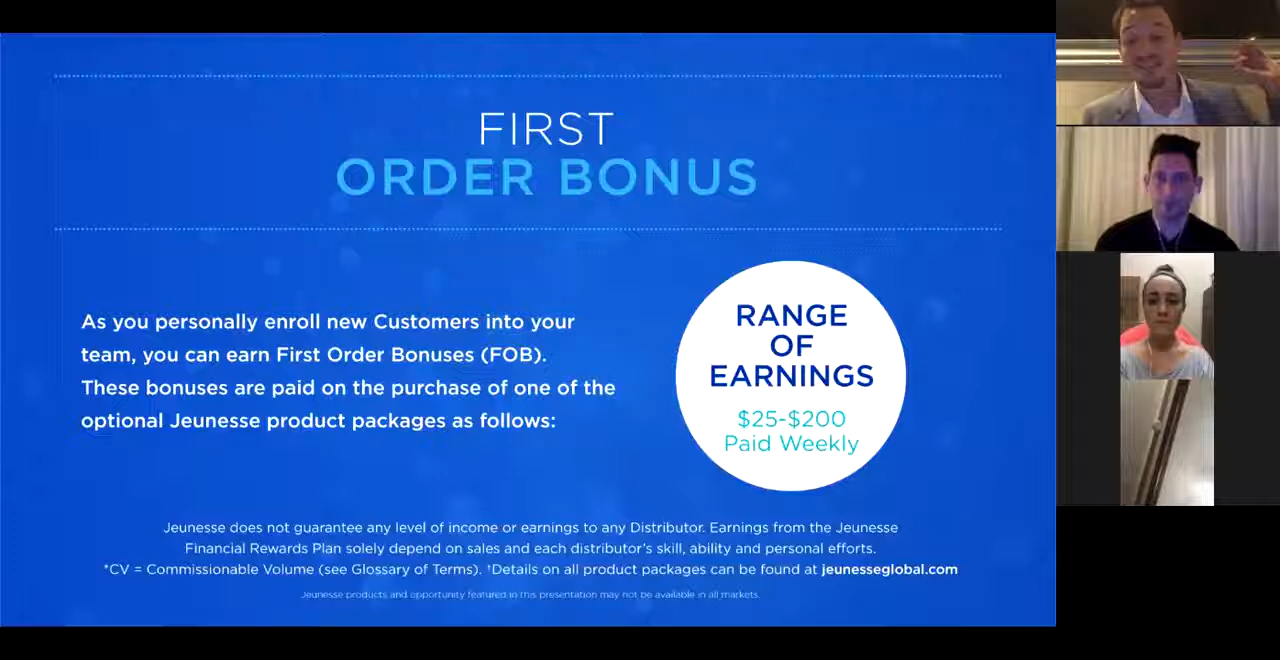 FIRST
ORDER BONUS
As you personally enroll new Customers into your
team, you can earn First Order Bonuses (FOB).
These bonuses are paid on the purchase of one of the
optional Jeunesse product packages as follows:
RANGE
OF
EARNINGS
$25-$200
Paid Weekly
Jeunesse does not guarantee any level of income or earnings to any Distributor. Earnings from the Jeunesse
Financial Rewards Plan solely depend on sales and each distributor's skill, ability and personal efforts.
*CV = Commissionable Volume (see Glossary of Terms). †Details on all product packages can be found at jeunesseglobal.com
Jeunesse products and opportunity featured in this presentation may not be available in all markets.